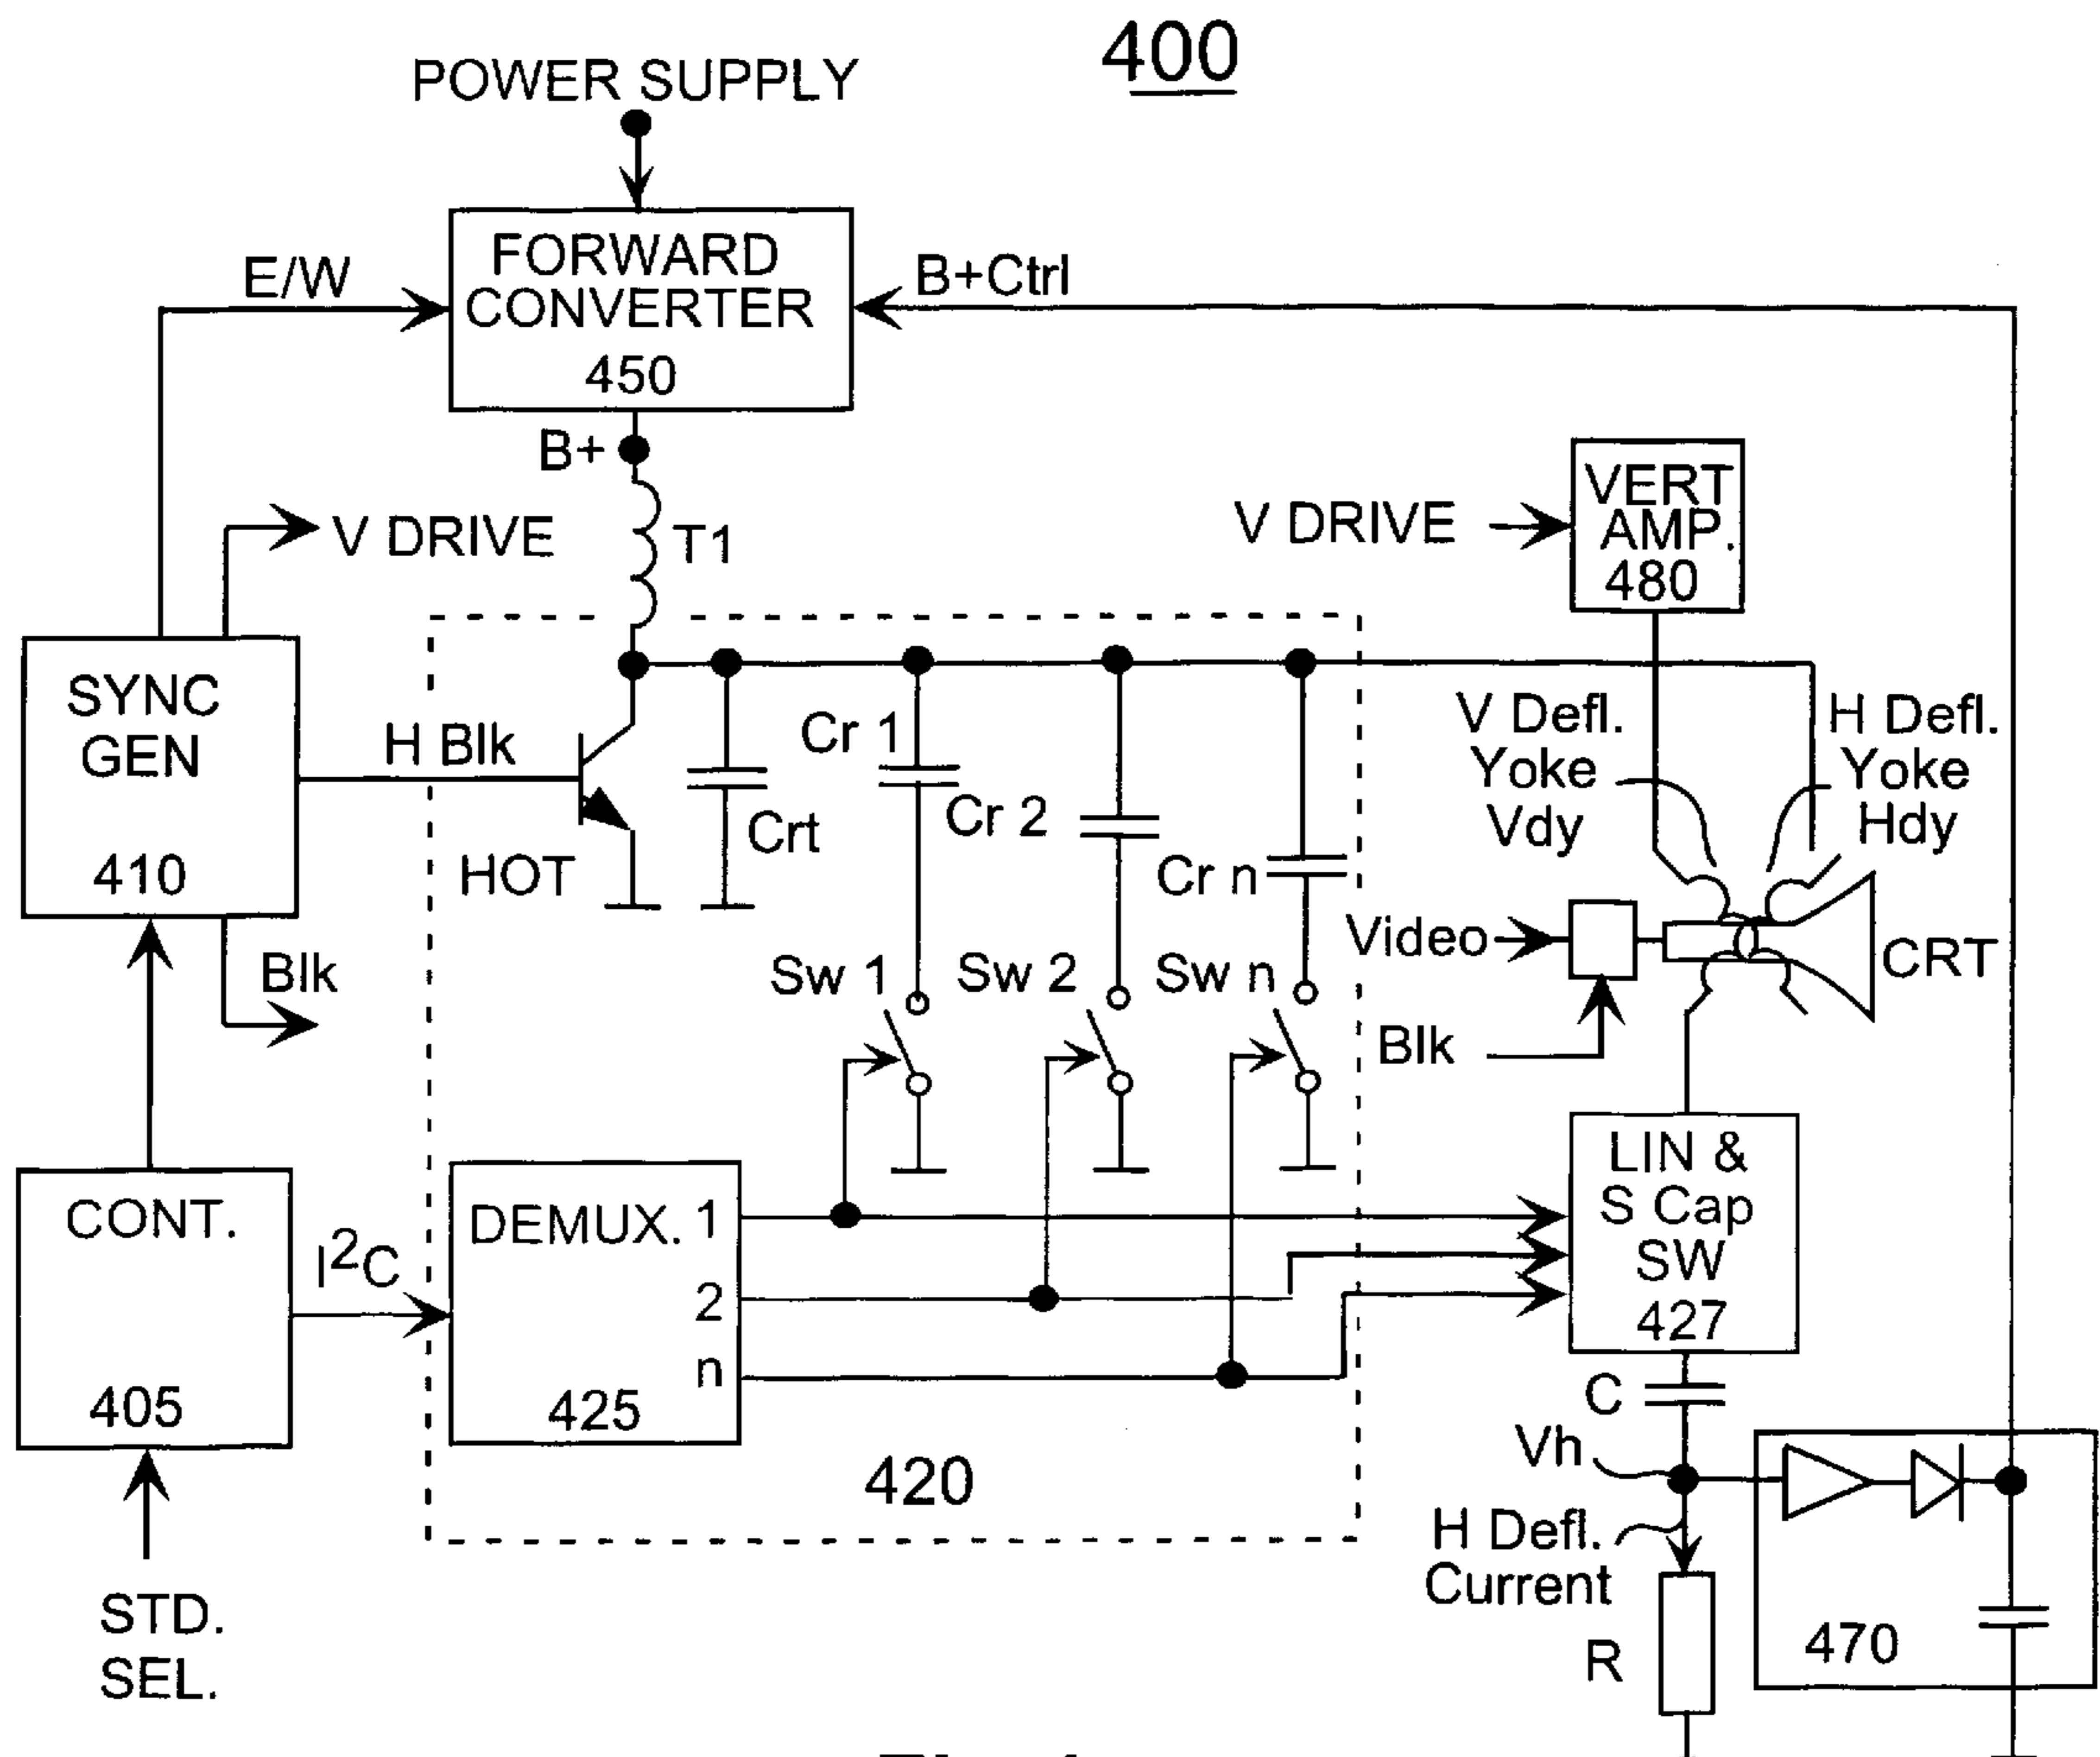 400
POWER SUPPLY
FORWARD
CONVERTER
450
E/W
B+Ctrl
B+
T1
V DRIVE
V DRIVE
VERT
AMP.
480
SYNC
GEN
410
H Blk
HOT
Crt
Cr 1
Cr 2
Cr n
V Defl.
Yoke
Vdy
H Defl.
Yoke
Hdy
Blk
Sw 1
Sw 2
Sw n
Video
CRT
Blk
CONT.
405
I²C
DEMUX. 1
2
n
425
420
LIN &
S Cap
SW
427
C
Vh
H Defl.
Current
R
470
STD.
SEL.